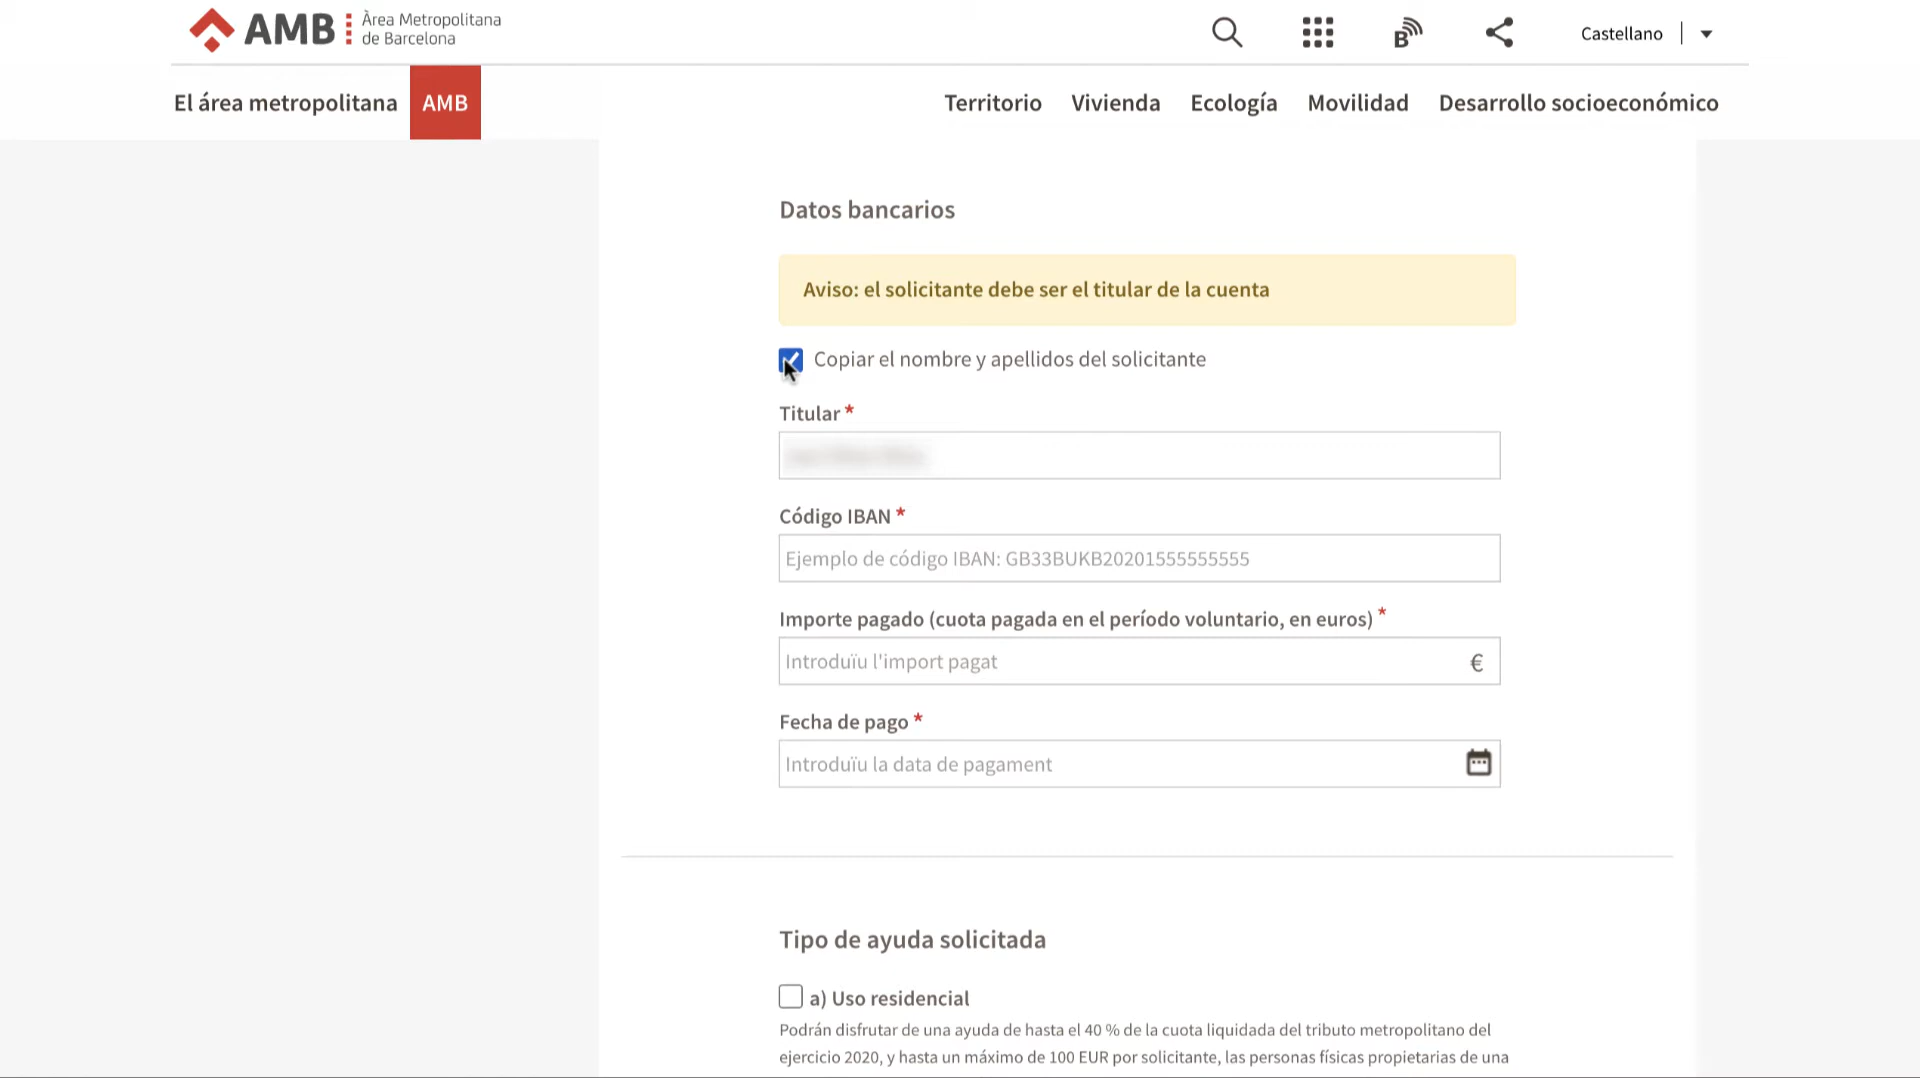 AMB
Àrea Metropolitana
de Barcelona
B
Castellano
El área metropolitana
AMB
Territorio
Vivienda
Ecología
Movilidad
Desarrollo socioeconómico
Datos bancarios
Aviso: el solicitante debe ser el titular de la cuenta
Copiar el nombre y apellidos del solicitante
Titular *
Código IBAN *
Ejemplo de código IBAN: GB33BUKB20201555555555
Importe pagado (cuota pagada en el período voluntario, en euros) *
Introduïu l'import pagat
€
Fecha de pago *
Introduïu la data de pagament
Tipo de ayuda solicitada
a) Uso residencial
Podrán disfrutar de una ayuda de hasta el 40 % de la cuota liquidada del tributo metropolitano del
ejercicio 2020, y hasta un máximo de 100 EUR por solicitante, las personas físicas propietarias de una